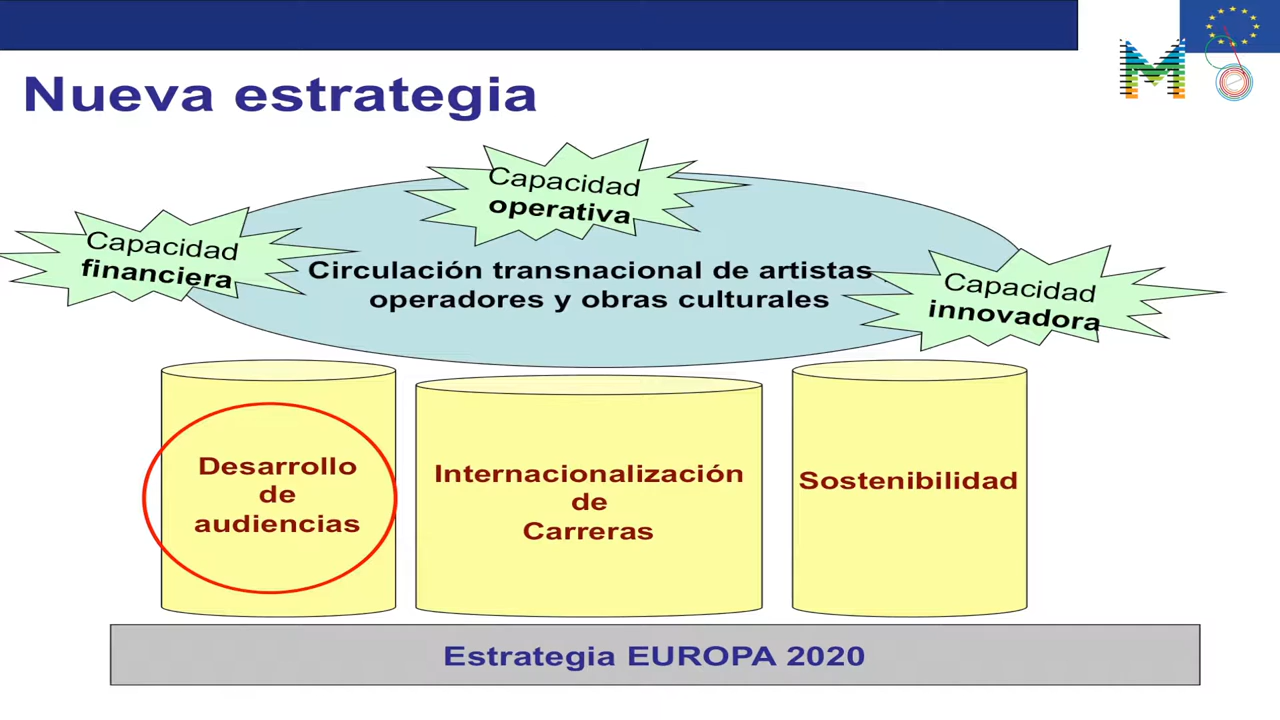 Nueva estrategia
Capacidad
operativa
Capacidad
financiera
Circulación transnacional de artistas
operadores y obras culturales
Capacidad
innovadora
Desarrollo
de
audiencias
Internacionalización
de
Carreras
Sostenibilidad
Estrategia EUROPA 2020